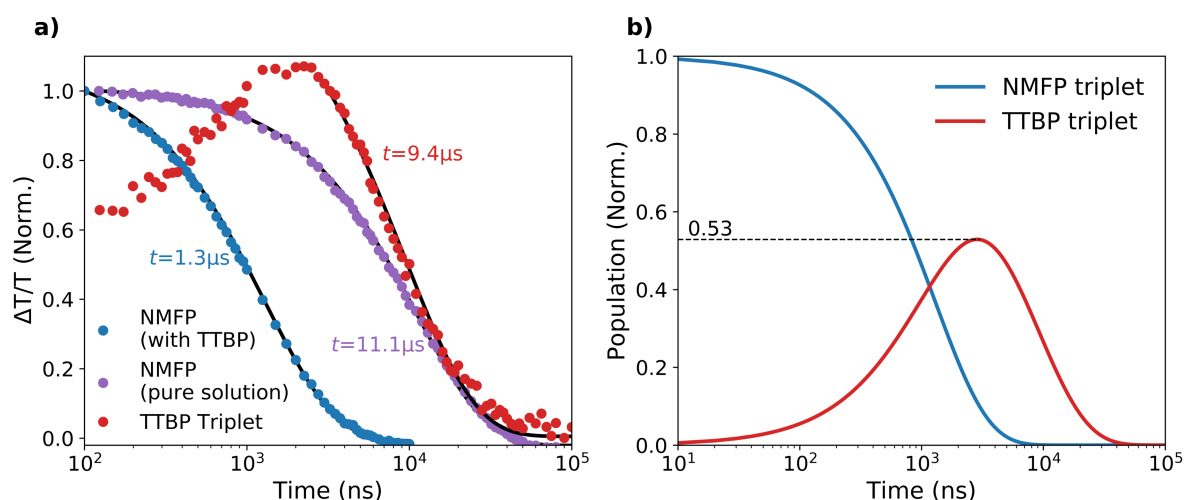 a)
ΔT/T (Norm.)
1.0
0.8
0.6
0.4
0.2
0.0
t=9.4μs
t=1.3μs
t=11.1μs
NMFP
(with TTBP)
NMFP
(pure solution)
TTBP Triplet
10²
10³
10⁴
10⁵
Time (ns)
b)
Population (Norm.)
1.0
0.8
0.6
0.4
0.2
0.0
NMFP triplet
TTBP triplet
0.53
10¹
10²
10³
10⁴
10⁵
Time (ns)